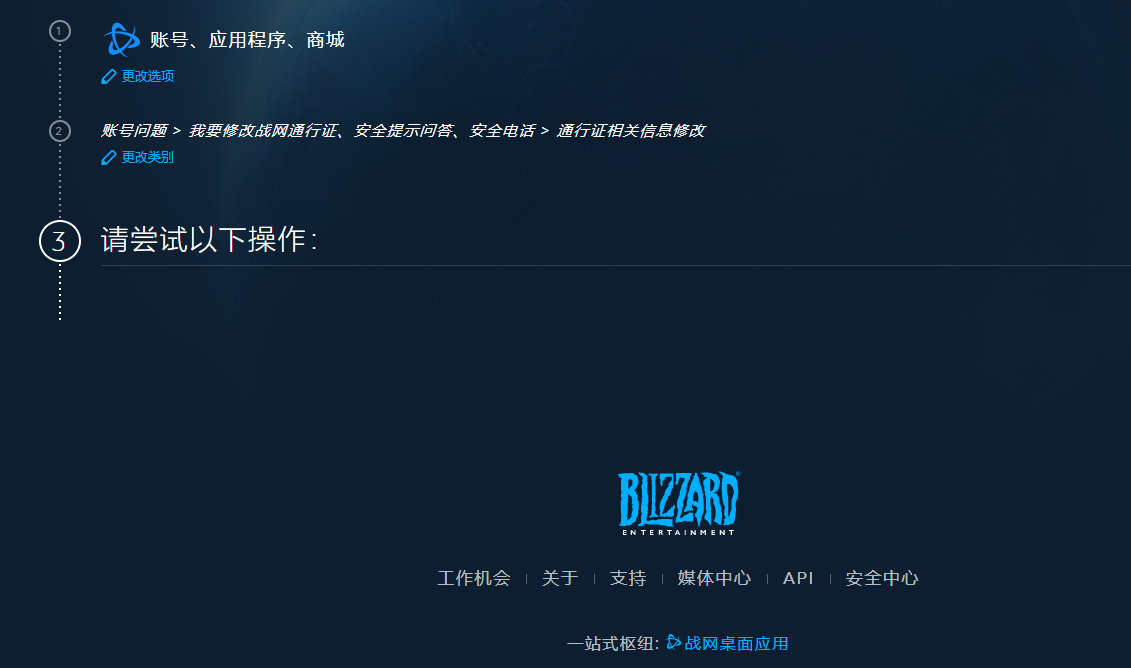 1
账号、应用程序、商城
更改选项
2
账号问题 > 我要修改战网通行证、安全提示问答、安全电话 > 通行证相关信息修改
更改类别
3
请尝试以下操作:
BLIZZARD®
ENTERTAINMENT
工作机会 | 关于 | 支持 | 媒体中心 | API | 安全中心
一站式枢纽: 战网桌面应用